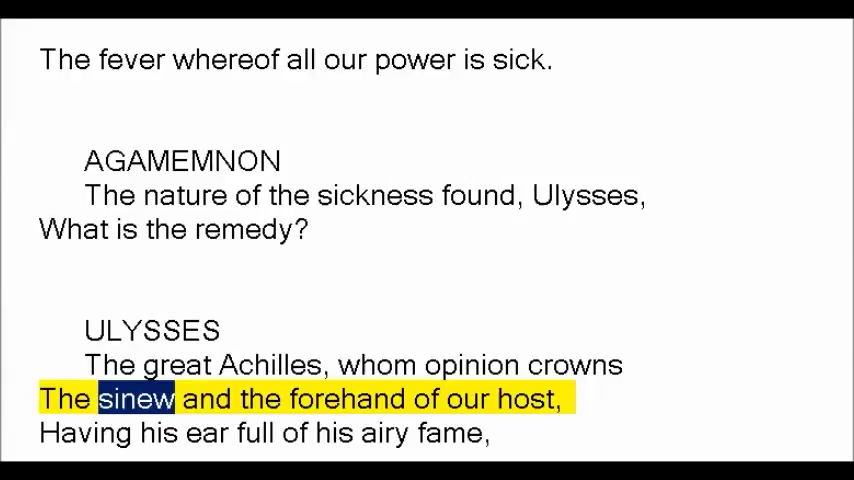 The fever whereof all our power is sick.
AGAMEMNON
The nature of the sickness found, Ulysses,
What is the remedy?
ULYSSES
The great Achilles, whom opinion crowns
The sinew and the forehand of our host,
Having his ear full of his airy fame,